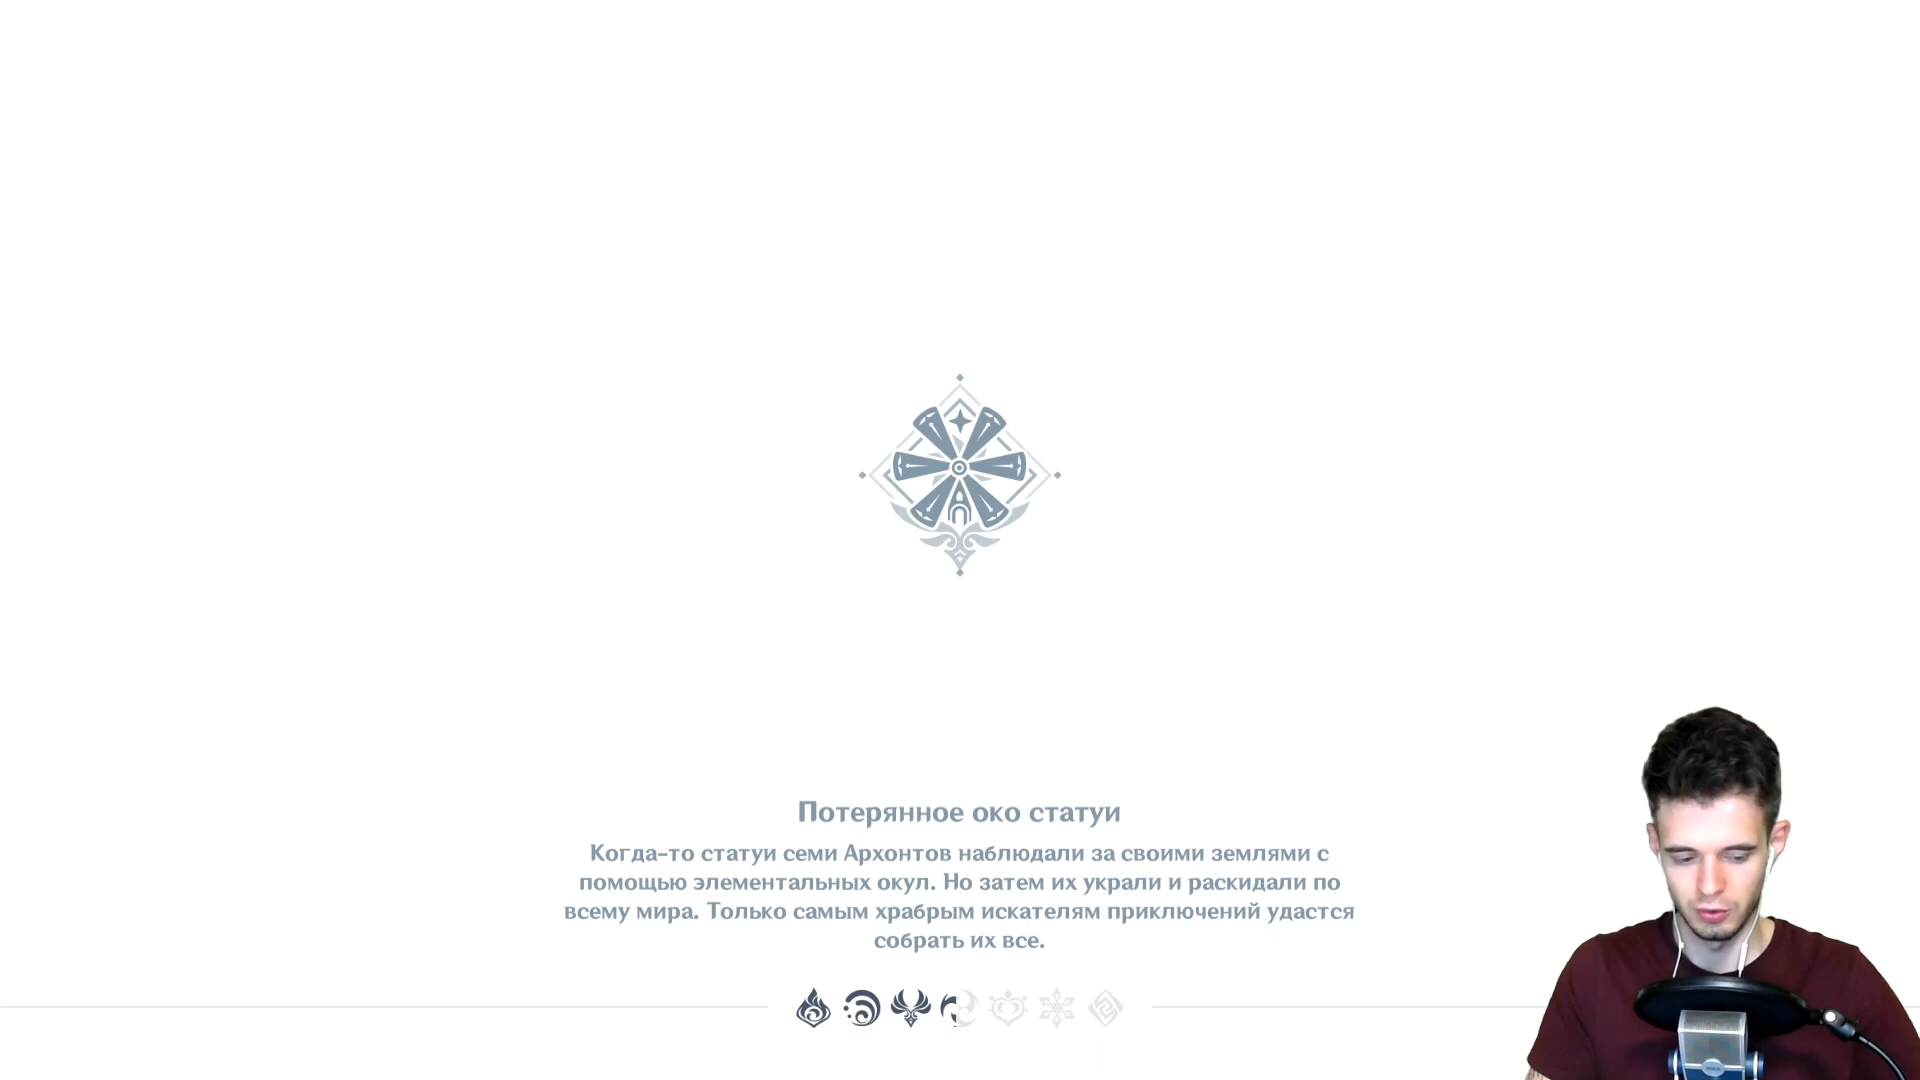 Потерянное око статуи
Когда-то статуи семи Архонтов наблюдали за своими землями с
помощью элементальных окул. Но затем их украли и раскидали по
всему мира. Только самым храбрым искателям приключений удастся
собрать их все.